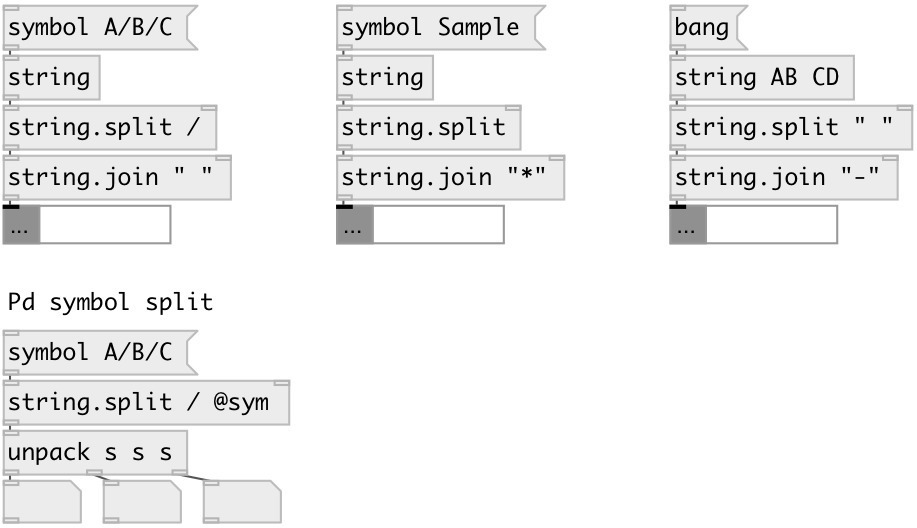 symbol A/B/C
string
string.split /
string.join " "
...
symbol Sample
string
string.split
string.join "*"
...
bang
string AB CD
string.split " "
string.join "-"
...
Pd symbol split
symbol A/B/C
string.split / @sym
unpack s s s